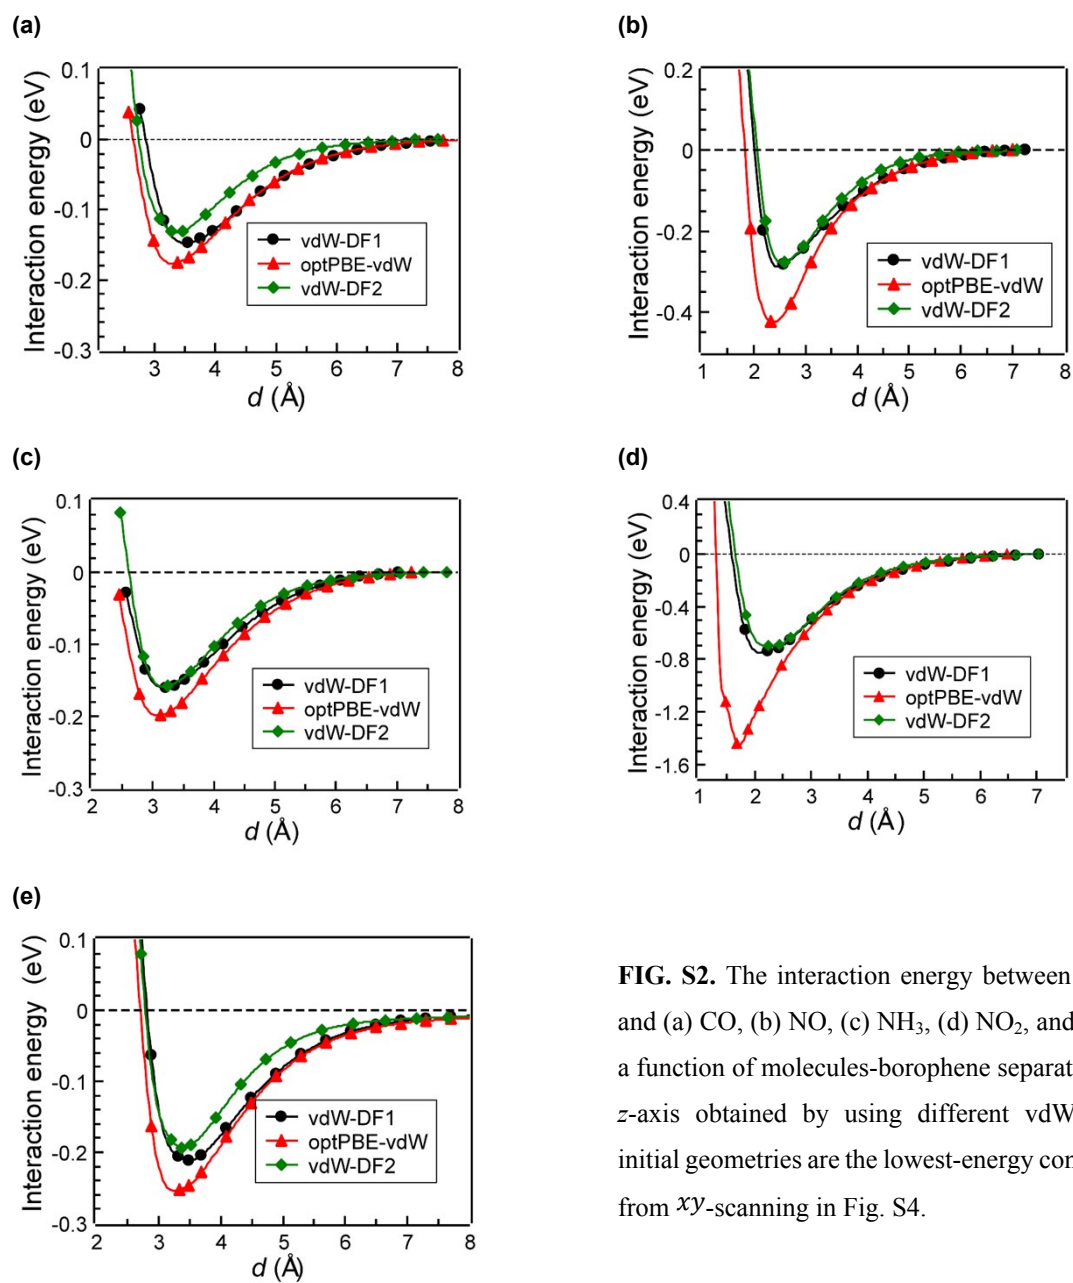 (a)
(b)
0.1
0
-0.1
-0.2
-0.3
Interaction energy (eV)
vdW-DF1
optPBE-vdW
vdW-DF2
3 4 5 6 7 8
d (Å)
0.2
0
-0.2
-0.4
Interaction energy (eV)
vdW-DF1
optPBE-vdW
vdW-DF2
1 2 3 4 5 6 7 8
d (Å)
(c)
(d)
0.1
0
-0.1
-0.2
-0.3
Interaction energy (eV)
vdW-DF1
optPBE-vdW
vdW-DF2
2 3 4 5 6 7 8
d (Å)
0.4
0
-0.4
-0.8
-1.2
-1.6
Interaction energy (eV)
vdW-DF1
optPBE-vdW
vdW-DF2
1 2 3 4 5 6 7
d (Å)
(e)
0.1
0
-0.1
-0.2
-0.3
Interaction energy (eV)
vdW-DF1
optPBE-vdW
vdW-DF2
2 3 4 5 6 7 8
d (Å)
FIG. S2. The interaction energy between
and (a) CO, (b) NO, (c) NH₃, (d) NO₂, and
a function of molecules-borophene separat
z-axis obtained by using different vdW
initial geometries are the lowest-energy con
from xy-scanning in Fig. S4.